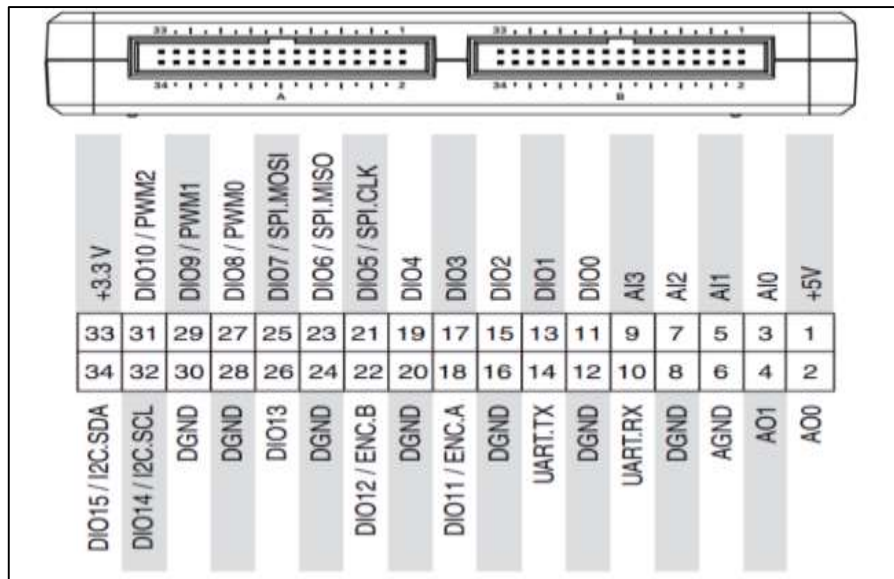 33 1 33 1
34 2 34 2
A B
+3.3 V
DIO10 / PWM2
DIO9 / PWM1
DIO8 / PWM0
DIO7 / SPI.MOSI
DIO6 / SPI.MISO
DIO5 / SPI.CLK
DIO4
DIO3
DIO2
DIO1
DIO0
AI3
AI2
AI1
AI0
+5V
33 31 29 27 25 23 21 19 17 15 13 11 9 7 5 3 1
34 32 30 28 26 24 22 20 18 16 14 12 10 8 6 4 2
DIO15 / I2C.SDA
DIO14 / I2C.SCL
DGND
DGND
DIO13
DGND
DIO12 / ENC.B
DGND
DIO11 / ENC.A
DGND
UART.TX
DGND
UART.RX
DGND
AGND
AO1
AO0